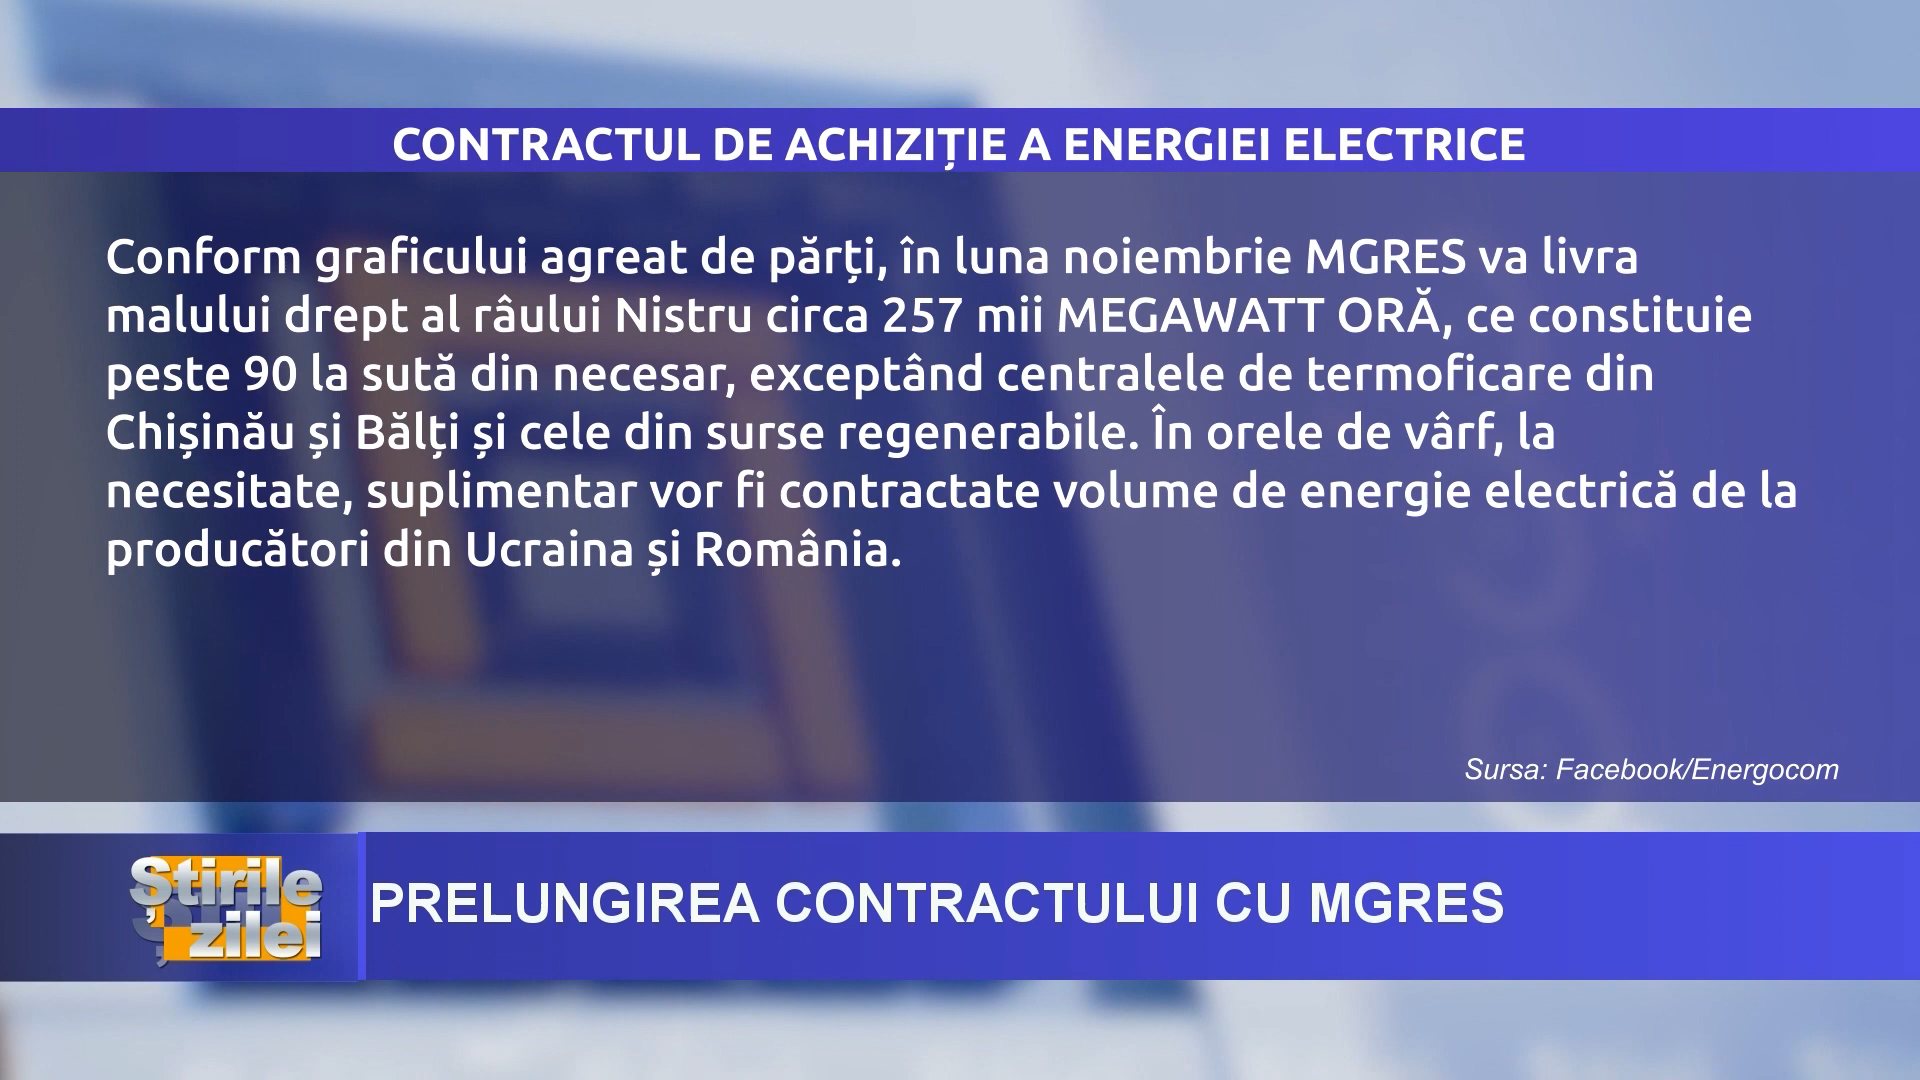 CONTRACTUL DE ACHIZIȚIE A ENERGIEI ELECTRICE
Conform graficului agreat de părți, în luna noiembrie MGRES va livra
malului drept al râului Nistru circa 257 mii MEGAWATT ORĂ, ce constituie
peste 90 la sută din necesar, exceptând centralele de termoficare din
Chișinău și Bălți și cele din surse regenerabile. În orele de vârf, la
necesitate, suplimentar vor fi contractate volume de energie electrică de la
producători din Ucraina și România.
Sursa: Facebook/Energocom
Știrile
zilei
PRELUNGIREA CONTRACTULUI CU MGRES